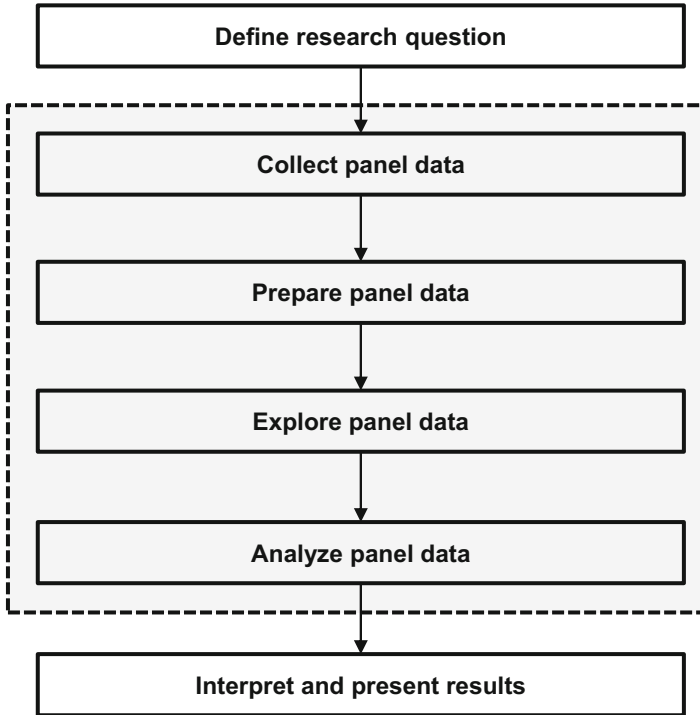 Define research question
Collect panel data
Prepare panel data
Explore panel data
Analyze panel data
Interpret and present results